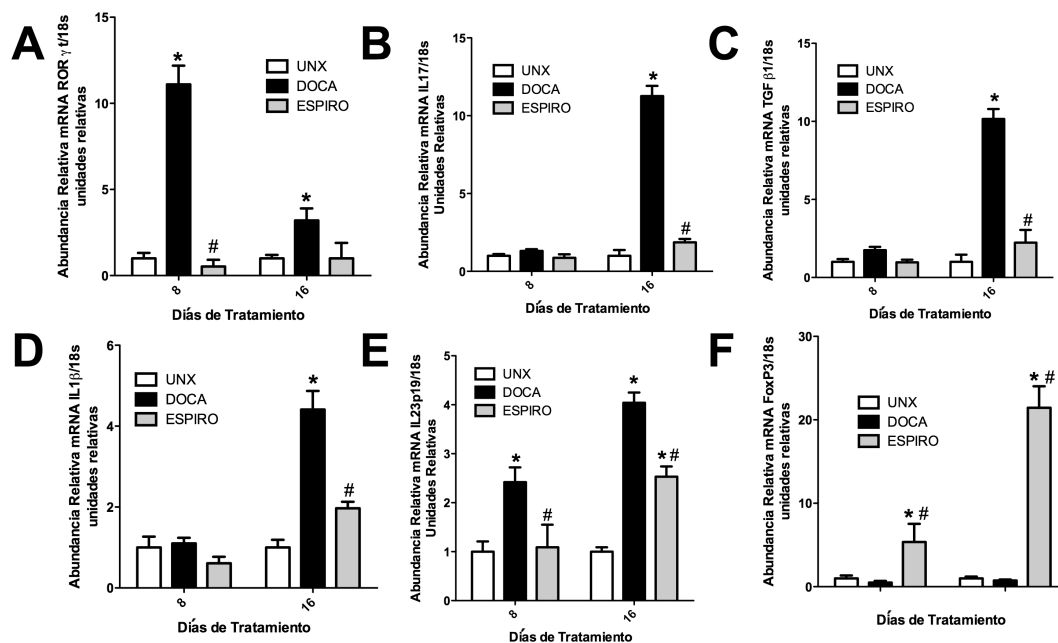 A
Abundancia Relativa mRNA ROR γ t/18s
unidades relativas
15
10
5
0
*
#
*
UNX
DOCA
ESPIRO
8
16
Días de Tratamiento
B
Abundancia Relativa mRNA IL17/18s
Unidades Relativas
15
10
5
0
UNX
DOCA
ESPIRO
*
#
8
16
Días de Tratamiento
C
Abundancia Relativa mRNA TGF β1/18s
unidades relativas
15
10
5
0
UNX
DOCA
ESPIRO
*
#
8
16
Días de Tratamiento
D
Abundancia Relativa mRNA IL1β/18s
unidades relativas
6
4
2
0
UNX
DOCA
ESPIRO
*
#
8
16
Días de Tratamiento
E
Abundancia Relativa mRNA IL23p19/18s
Unidades Relativas
5
4
3
2
1
0
UNX
DOCA
ESPIRO
*
#
*
* #
8
16
Días de Tratamiento
F
Abundancia Relativa mRNA FoxP3/18s
unidades relativas
30
20
10
0
UNX
DOCA
ESPIRO
* #
* #
8
16
Días de Tratamiento